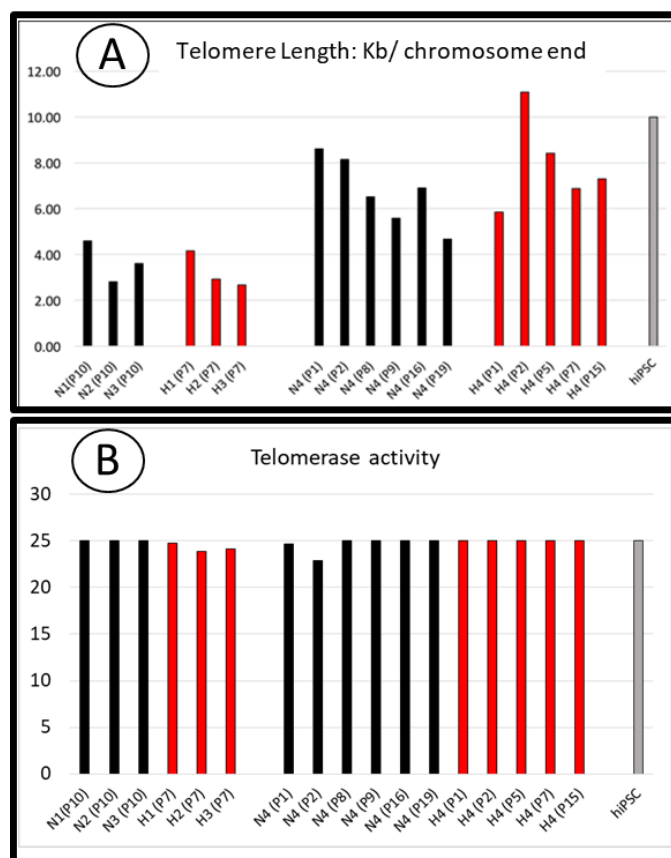 A
Telomere Length: Kb/ chromosome end
12.00
10.00
8.00
6.00
4.00
2.00
0.00
N1(P10)
N2 (P10)
N3 (P10)
H1 (P7)
H2 (P7)
H3 (P7)
N4 (P1)
N4 (P2)
N4 (P8)
N4 (P9)
N4 (P16)
N4 (P19)
H4 (P1)
H4 (P2)
H4 (P5)
H4 (P7)
H4 (P15)
hiPSC
B
Telomerase activity
30
25
20
15
10
5
0
N1(P10)
N2 (P10)
N3 (P10)
H1 (P7)
H2 (P7)
H3 (P7)
N4 (P1)
N4 (P2)
N4 (P8)
N4 (P9)
N4 (P16)
N4 (P19)
H4 (P1)
H4 (P2)
H4 (P5)
H4 (P7)
H4 (P15)
hiPSC